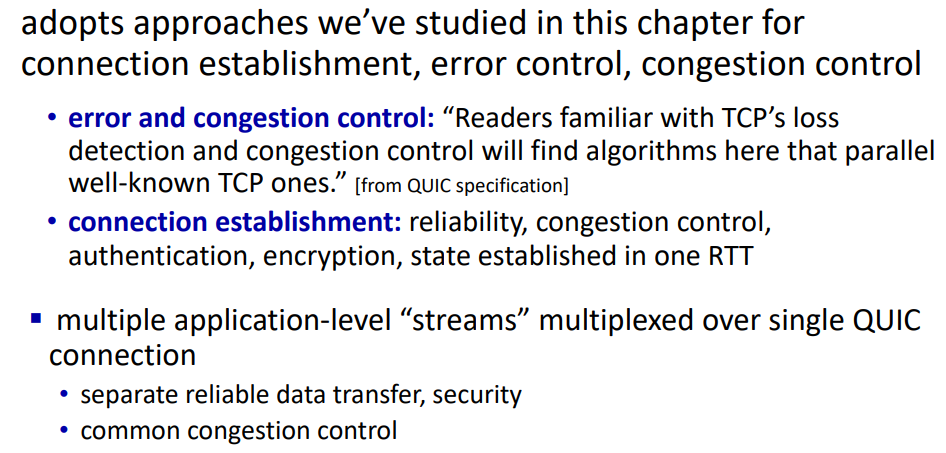 adopts approaches we’ve studied in this chapter for
connection establishment, error control, congestion control
• error and congestion control: “Readers familiar with TCP’s loss
detection and congestion control will find algorithms here that parallel
well-known TCP ones.” [from QUIC specification]
• connection establishment: reliability, congestion control,
authentication, encryption, state established in one RTT
▪ multiple application-level “streams” multiplexed over single QUIC
connection
• separate reliable data transfer, security
• common congestion control